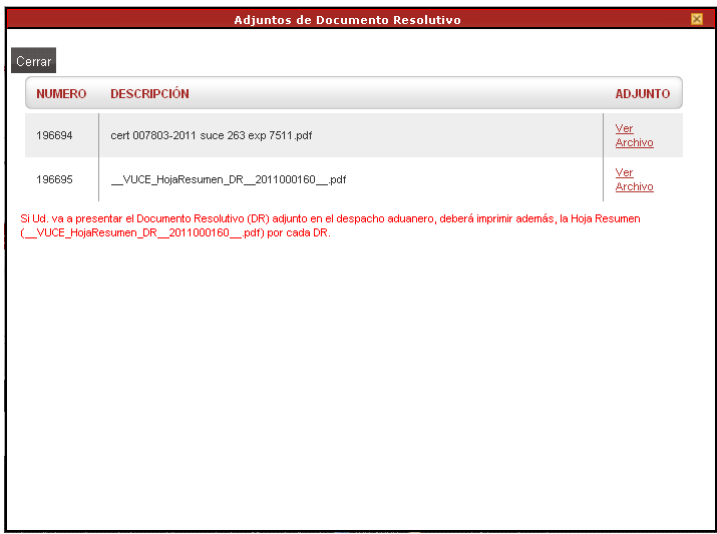 Adjuntos de Documento Resolutivo
Cerrar
NUMERO DESCRIPCIÓN ADJUNTO
196694 cert 007803-2011 suce 263 exp 7511.pdf Ver
Archivo
196695 __VUCE_HojaResumen_DR__2011000160__.pdf Ver
Archivo
Si Ud. va a presentar el Documento Resolutivo (DR) adjunto en el despacho aduanero, deberá imprimir además, la Hoja Resumen
(__VUCE_HojaResumen_DR__2011000160__.pdf) por cada DR.